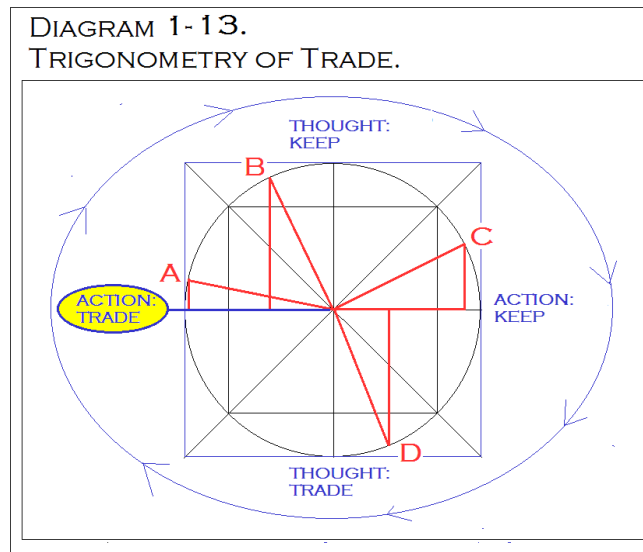 DIAGRAM 1-13.
TRIGONOMETRY OF TRADE.
THOUGHT:
KEEP
B
C
A
ACTION:
TRADE
ACTION:
KEEP
D
THOUGHT:
TRADE